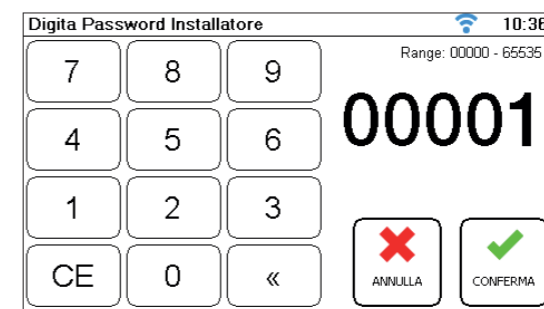 Digita Password Installatore 10:36
Range: 00000 - 65535
00001
7 8 9
4 5 6
1 2 3
CE 0 «
ANNULLA CONFERMA